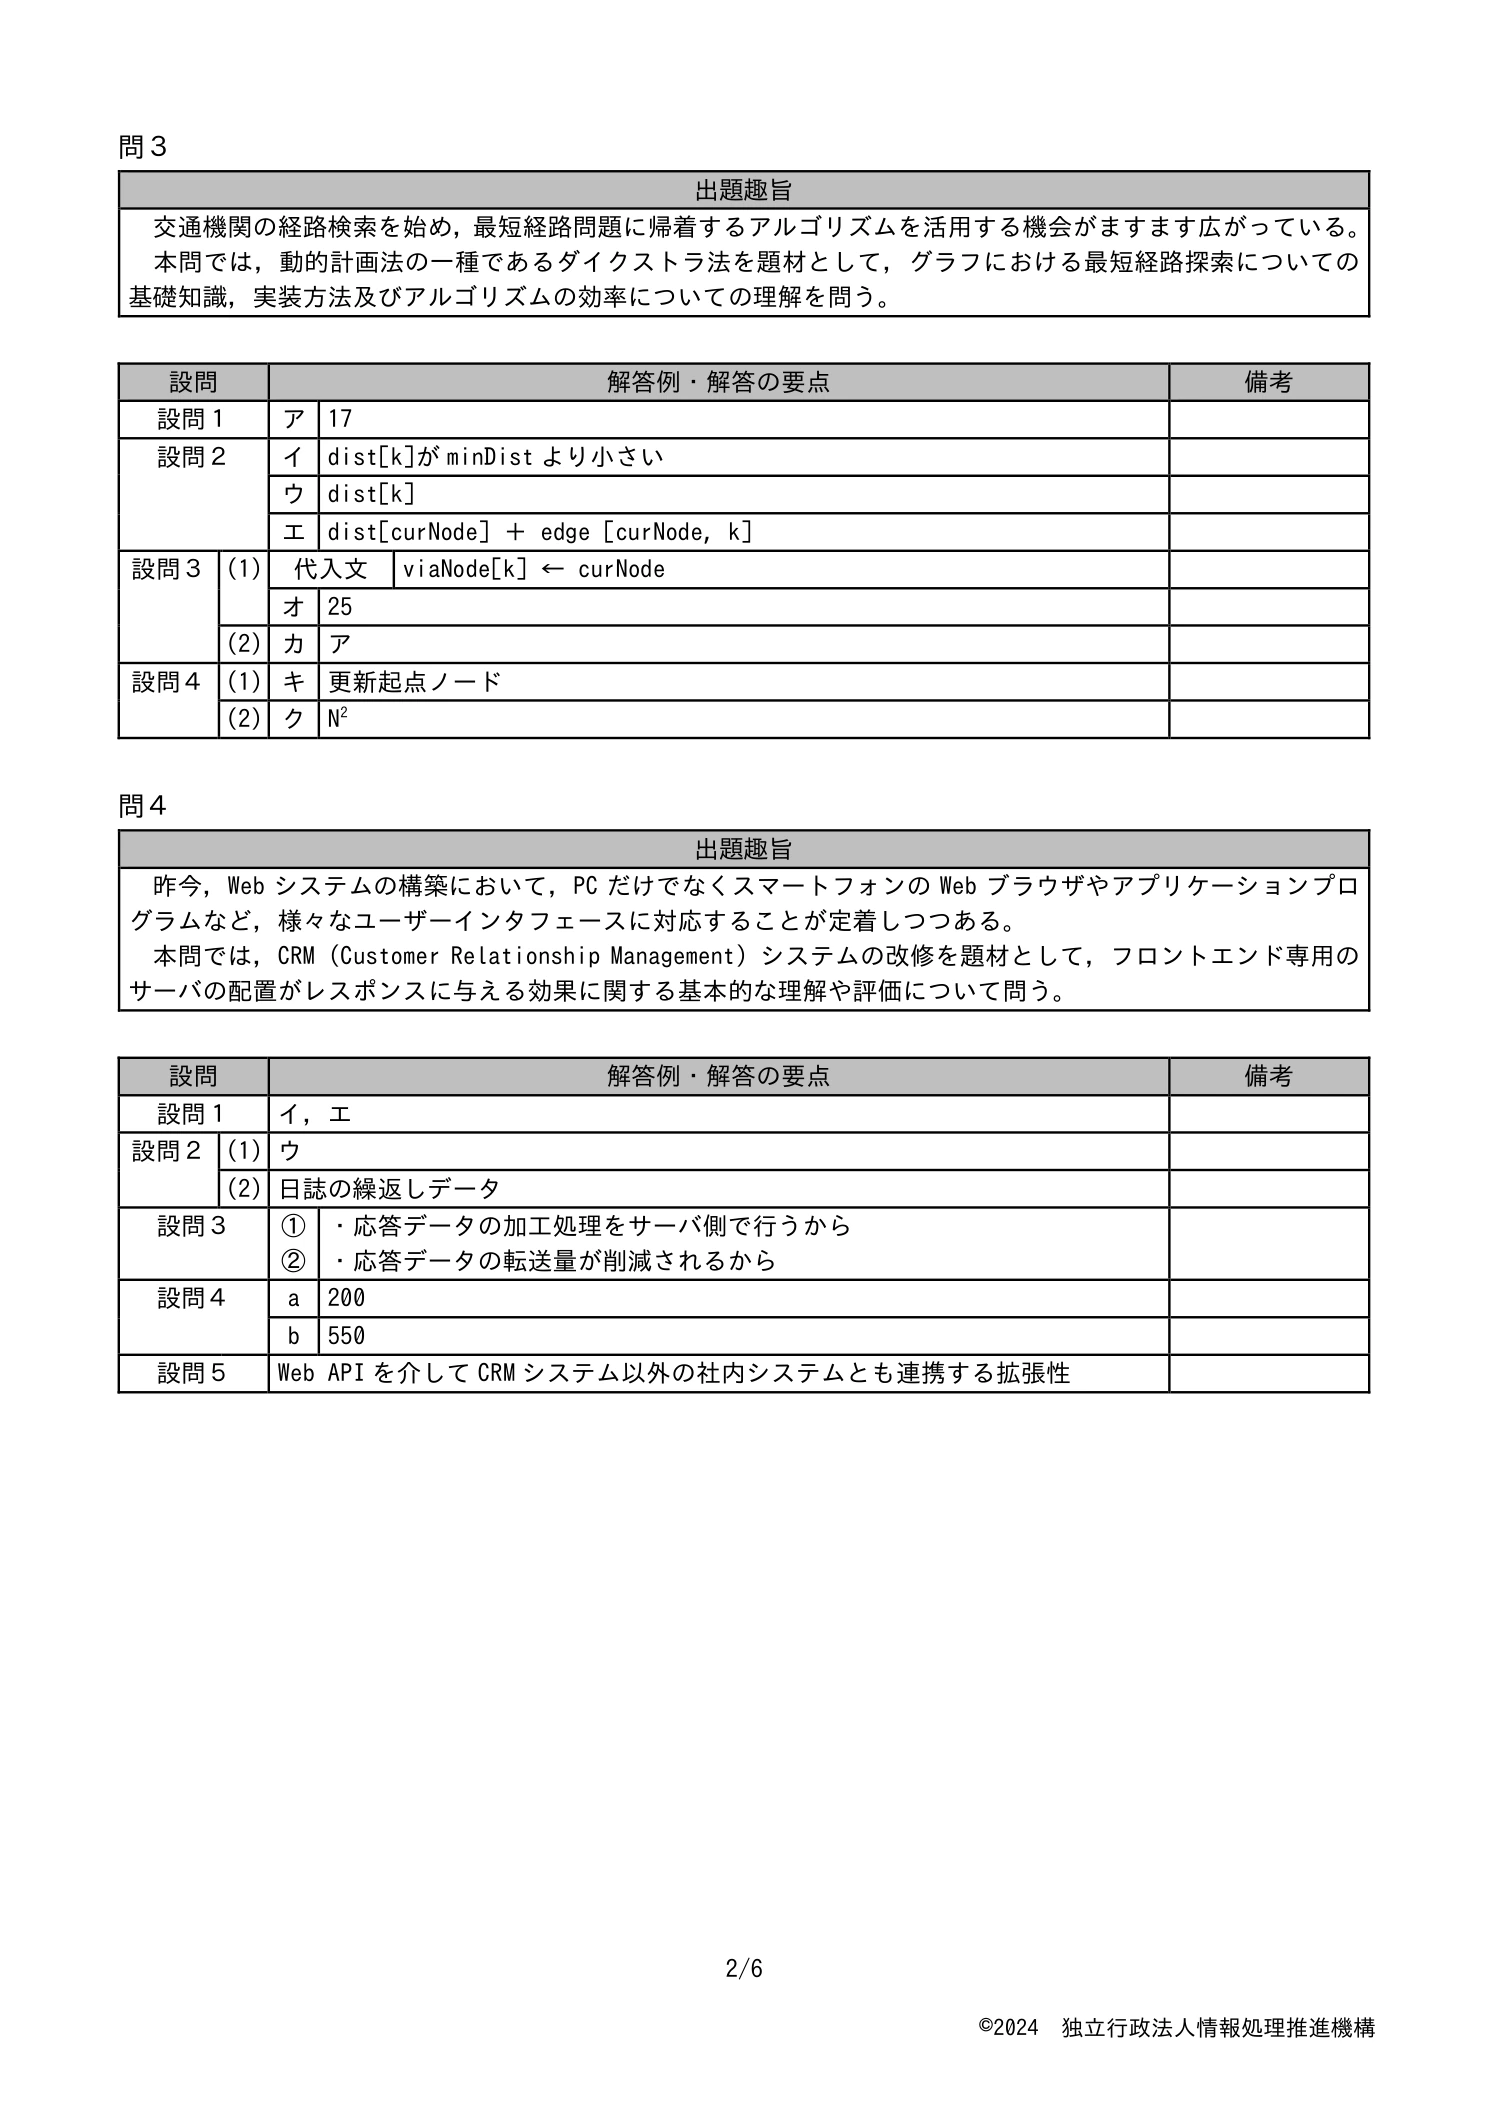 問３
出題趣旨
　交通機関の経路検索を始め，最短経路問題に帰着するアルゴリズムを活用する機会がますます広がっている。
　本問では，動的計画法の一種であるダイクストラ法を題材として，グラフにおける最短経路探索についての
基礎知識，実装方法及びアルゴリズムの効率についての理解を問う。
設問　解答例・解答の要点　備考
設問１　ア　17
設問２　イ　dist[k]が minDist より小さい
ウ　dist[k]
エ　dist[curNode] ＋ edge [curNode, k]
設問３　(1)　代入文　viaNode[k] ← curNode
オ　25
(2)　カ　ア
設問４　(1)　キ　更新起点ノード
(2)　ク　N²
問４
出題趣旨
　昨今，Web システムの構築において，PC だけでなくスマートフォンの Web ブラウザやアプリケーションプロ
グラムなど，様々なユーザーインタフェースに対応することが定着しつつある。
　本問では，CRM（Customer Relationship Management）システムの改修を題材として，フロントエンド専用の
サーバの配置がレスポンスに与える効果に関する基本的な理解や評価について問う。
設問　解答例・解答の要点　備考
設問１　イ，エ
設問２　(1)　ウ
(2)　日誌の繰返しデータ
設問３　①　・応答データの加工処理をサーバ側で行うから
②　・応答データの転送量が削減されるから
設問４　a　200
b　550
設問５　Web API を介して CRM システム以外の社内システムとも連携する拡張性
2/6
©2024　独立行政法人情報処理推進機構